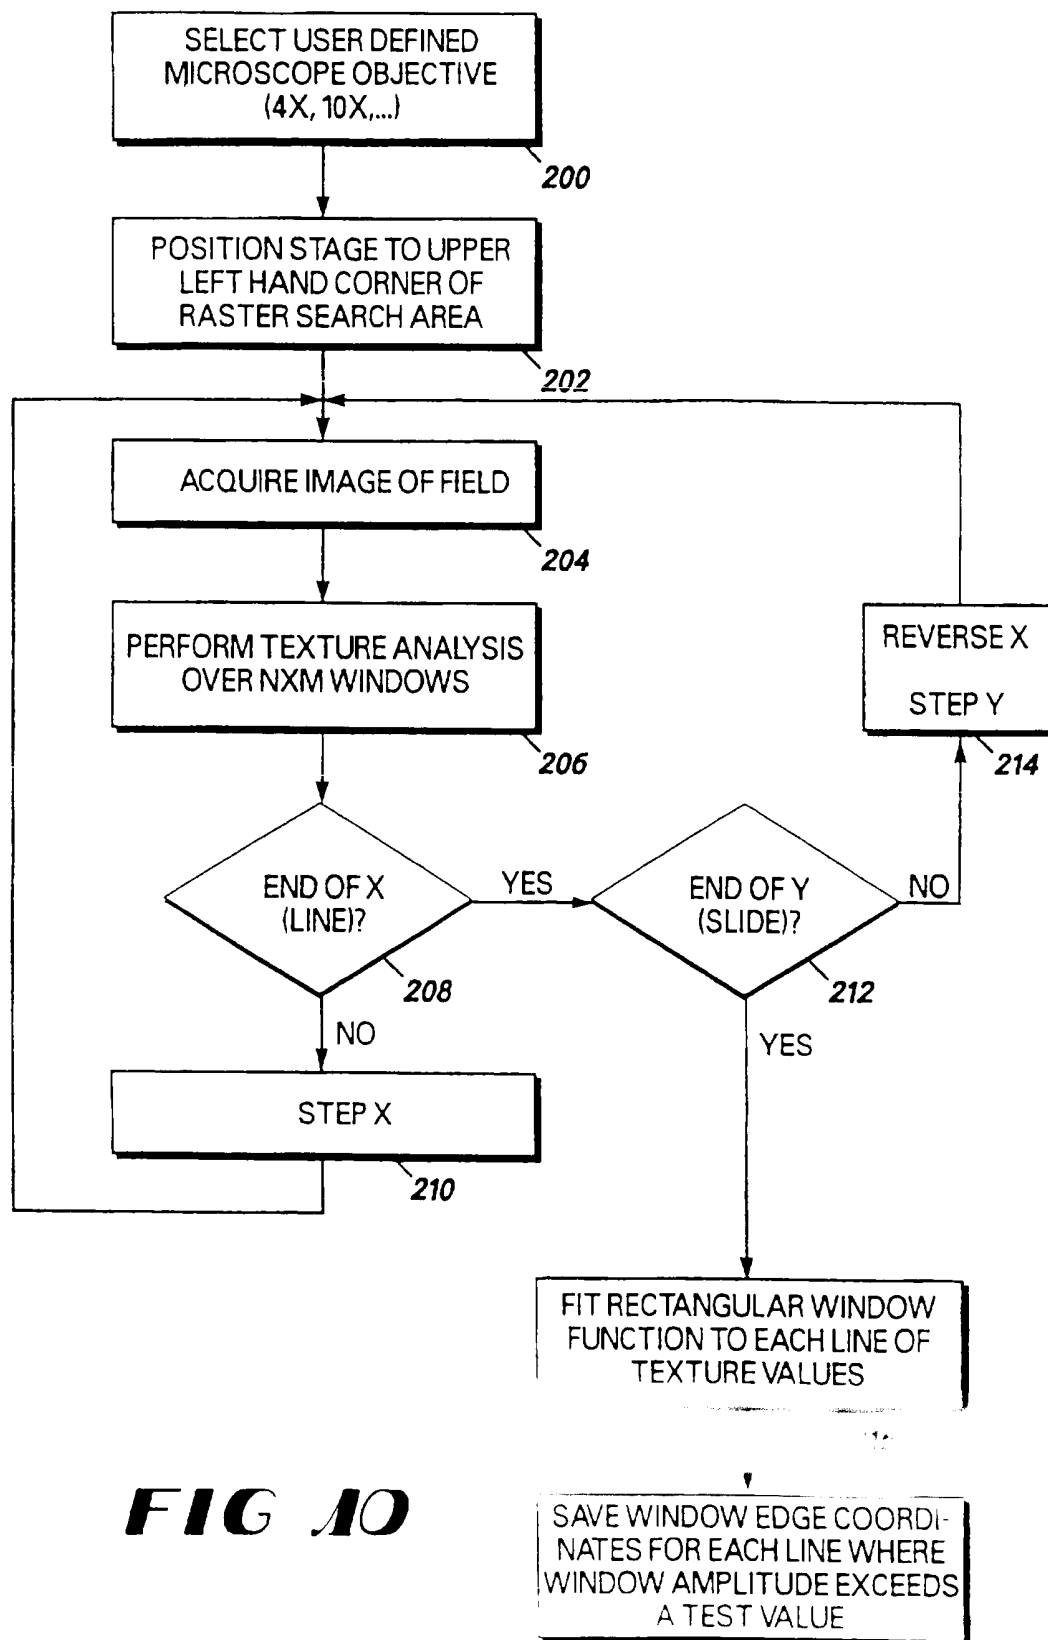 SELECT USER DEFINED
MICROSCOPE OBJECTIVE
(4X, 10X,...)
200
POSITION STAGE TO UPPER
LEFT HAND CORNER OF
RASTER SEARCH AREA
202
ACQUIRE IMAGE OF FIELD
204
PERFORM TEXTURE ANALYSIS
OVER NXM WINDOWS
206
REVERSE X
STEP Y
214
END OF X
(LINE)?
208
YES
END OF Y
(SLIDE)?
212
NO
NO
YES
STEP X
210
FIT RECTANGULAR WINDOW
FUNCTION TO EACH LINE OF
TEXTURE VALUES
SAVE WINDOW EDGE COORDI-
NATES FOR EACH LINE WHERE
WINDOW AMPLITUDE EXCEEDS
A TEST VALUE
FIG 10